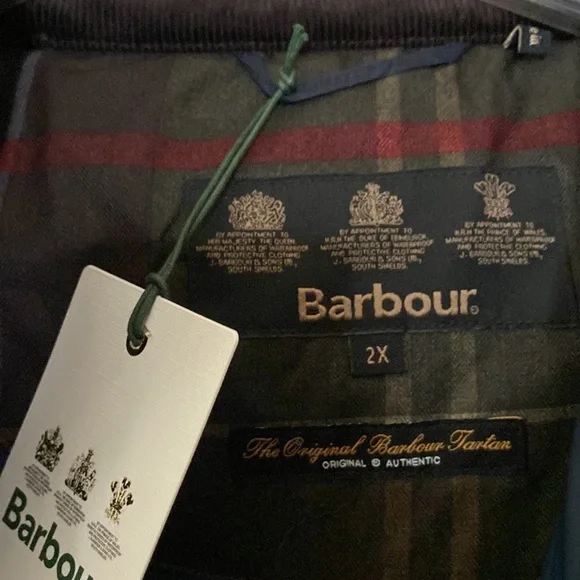 BY APPOINTMENT TO
HER MAJESTY THE QUEEN
MANUFACTURERS OF WATERPROOF
AND PROTECTIVE CLOTHING
J. BARBOUR & SONS LTD
SOUTH SHIELDS
BY APPOINTMENT TO
H.R.H. THE DUKE OF EDINBURGH
MANUFACTURERS OF WATERPROOF
AND PROTECTIVE CLOTHING
J. BARBOUR & SONS LTD
SOUTH SHIELDS
BY APPOINTMENT TO
H.R.H. THE PRINCE OF WALES
MANUFACTURERS OF WATERPROOF
AND PROTECTIVE CLOTHING
J. BARBOUR & SONS LTD
SOUTH SHIELDS
Barbour®
2X
The Original Barbour Tartan
ORIGINAL © AUTHENTIC
Barbour